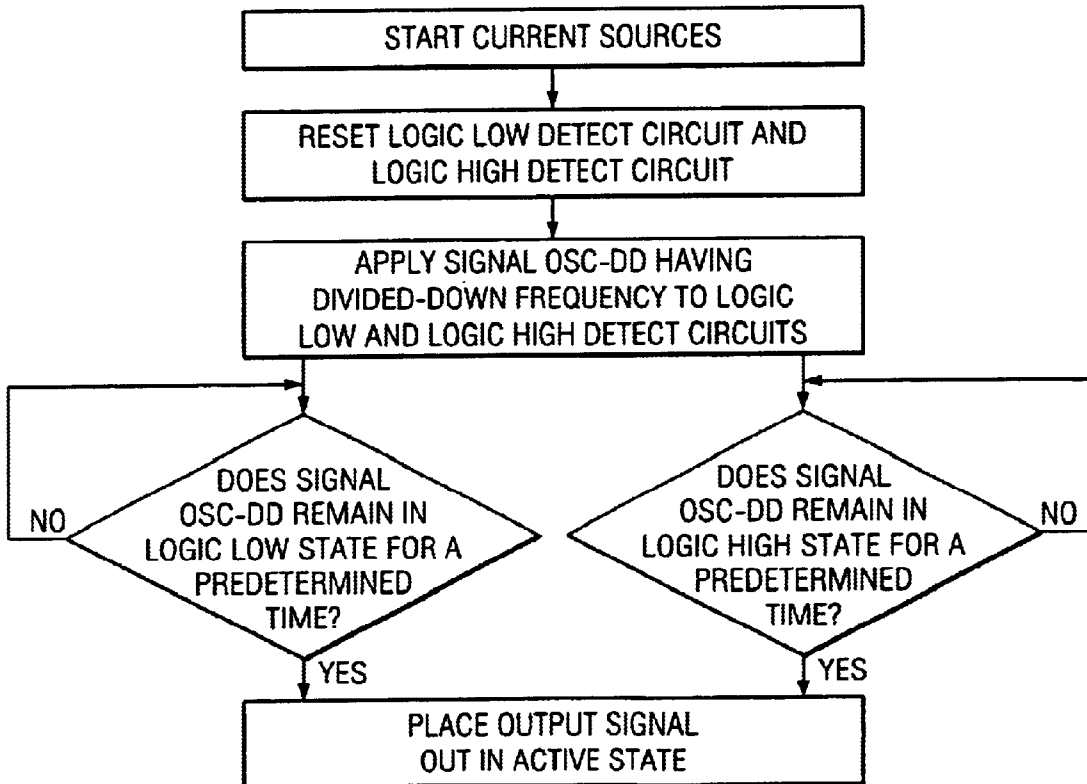 START CURRENT SOURCES
RESET LOGIC LOW DETECT CIRCUIT AND
LOGIC HIGH DETECT CIRCUIT
APPLY SIGNAL OSC-DD HAVING
DIVIDED-DOWN FREQUENCY TO LOGIC
LOW AND LOGIC HIGH DETECT CIRCUITS
DOES SIGNAL
OSC-DD REMAIN IN
LOGIC LOW STATE FOR A
PREDETERMINED
TIME?
NO
YES
DOES SIGNAL
OSC-DD REMAIN IN
LOGIC HIGH STATE FOR A
PREDETERMINED
TIME?
NO
YES
PLACE OUTPUT SIGNAL
OUT IN ACTIVE STATE